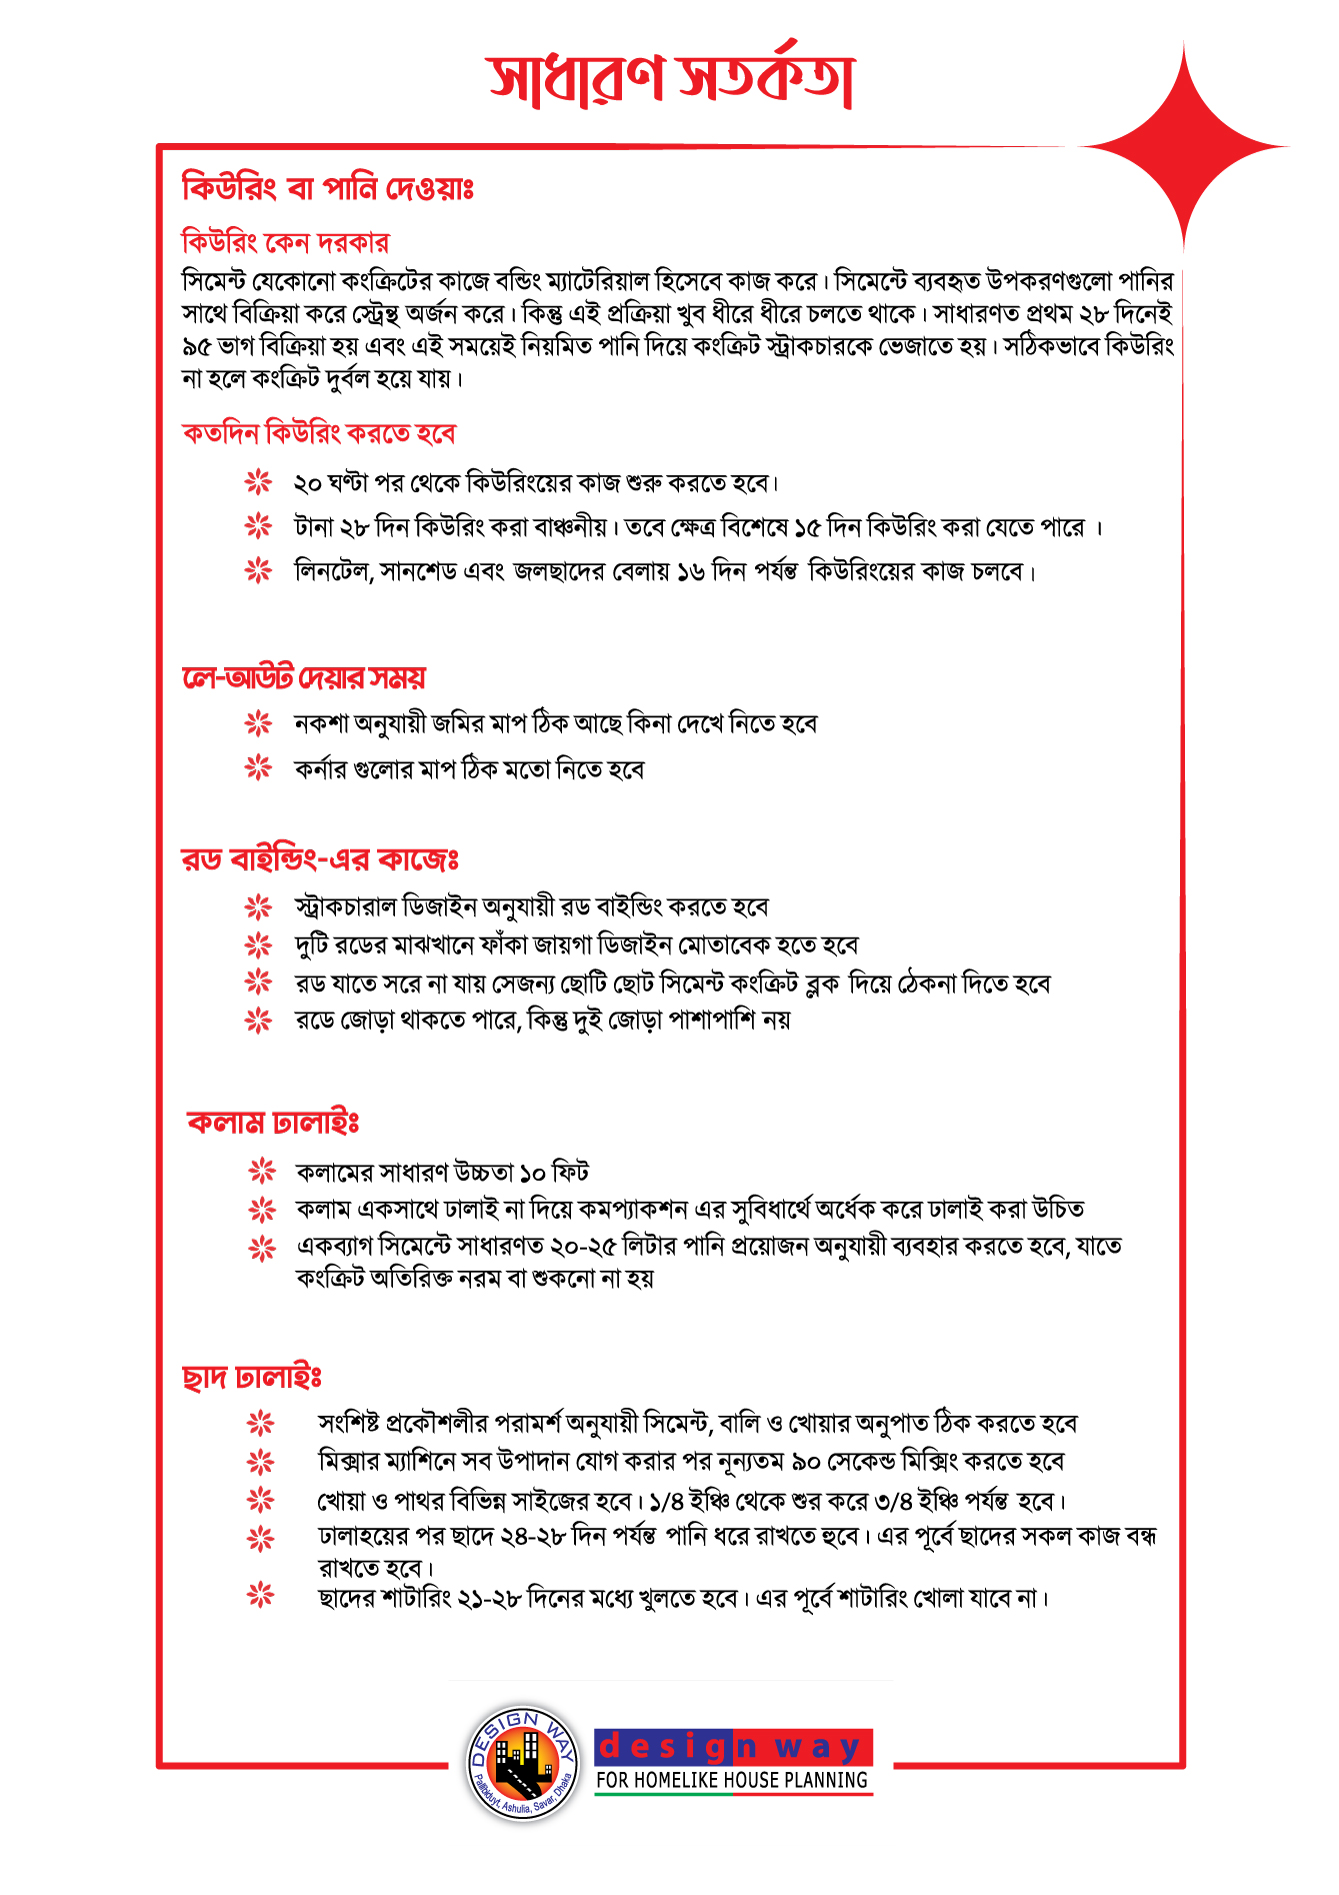 সাধারণ সতর্কতা
কিউরিং বা পানি দেওয়াঃ
কিউরিং কেন দরকার
সিমেন্ট যেকোনো কংক্রিটের কাজে বন্ডিং ম্যাটেরিয়াল হিসেবে কাজ করে। সিমেন্টে ব্যবহৃত উপকরণগুলো পানির
সাথে বিক্রিয়া করে স্ট্রেন্থ অর্জন করে। কিন্তু এই প্রক্রিয়া খুব ধীরে ধীরে চলতে থাকে। সাধারণত প্রথম ২৮ দিনেই
৯৫ ভাগ বিক্রিয়া হয় এবং এই সময়েই নিয়মিত পানি দিয়ে কংক্রিট স্ট্রাকচারকে ভেজাতে হয়। সঠিকভাবে কিউরিং
না হলে কংক্রিট দুর্বল হয়ে যায়।
কতদিন কিউরিং করতে হবে
২০ ঘণ্টা পর থেকে কিউরিংয়ের কাজ শুরু করতে হবে।
টানা ২৮ দিন কিউরিং করা বাঞ্চনীয়। তবে ক্ষেত্র বিশেষে ১৫ দিন কিউরিং করা যেতে পারে ।
লিনটেল, সানশেড এবং জলছাদের বেলায় ১৬ দিন পর্যন্ত কিউরিংয়ের কাজ চলবে।
লে-আউট দেয়ার সময়
নকশা অনুযায়ী জমির মাপ ঠিক আছে কিনা দেখে নিতে হবে
কর্নার গুলোর মাপ ঠিক মতো নিতে হবে
রড বাইন্ডিং-এর কাজেঃ
স্ট্রাকচারাল ডিজাইন অনুযায়ী রড বাইন্ডিং করতে হবে
দুটি রডের মাঝখানে ফাঁকা জায়গা ডিজাইন মোতাবেক হতে হবে
রড যাতে সরে না যায় সেজন্য ছোটি ছোট সিমেন্ট কংক্রিট ব্লক দিয়ে ঠেকনা দিতে হবে
রডে জোড়া থাকতে পারে, কিন্তু দুই জোড়া পাশাপাশি নয়
কলাম ঢালাইঃ
কলামের সাধারণ উচ্চতা ১০ ফিট
কলাম একসাথে ঢালাই না দিয়ে কমপ্যাকশন এর সুবিধার্থে অর্ধেক করে ঢালাই করা উচিত
একব্যাগ সিমেন্টে সাধারণত ২০-২৫ লিটার পানি প্রয়োজন অনুযায়ী ব্যবহার করতে হবে, যাতে
কংক্রিট অতিরিক্ত নরম বা শুকনো না হয়
ছাদ ঢালাইঃ
সংশিষ্ট প্রকৌশলীর পরামর্শ অনুযায়ী সিমেন্ট, বালি ও খোয়ার অনুপাত ঠিক করতে হবে
মিক্সার ম্যাশিনে সব উপাদান যোগ করার পর নূন্যতম ৯০ সেকেন্ড মিক্সিং করতে হবে
খোয়া ও পাথর বিভিন্ন সাইজের হবে। ১/৪ ইঞ্চি থেকে শুর করে ৩/৪ ইঞ্চি পর্যন্ত হবে।
ঢালাহয়ের পর ছাদে ২৪-২৮ দিন পর্যন্ত পানি ধরে রাখতে হুবে। এর পূর্বে ছাদের সকল কাজ বন্ধ
রাখতে হবে।
ছাদের শাটারিং ২১-২৮ দিনের মধ্যে খুলতে হবে। এর পূর্বে শাটারিং খোলা যাবে না।
DESIGN WAY
Pallibiduyt, Ashulia, Savar, Dhaka
design way
FOR HOMELIKE HOUSE PLANNING